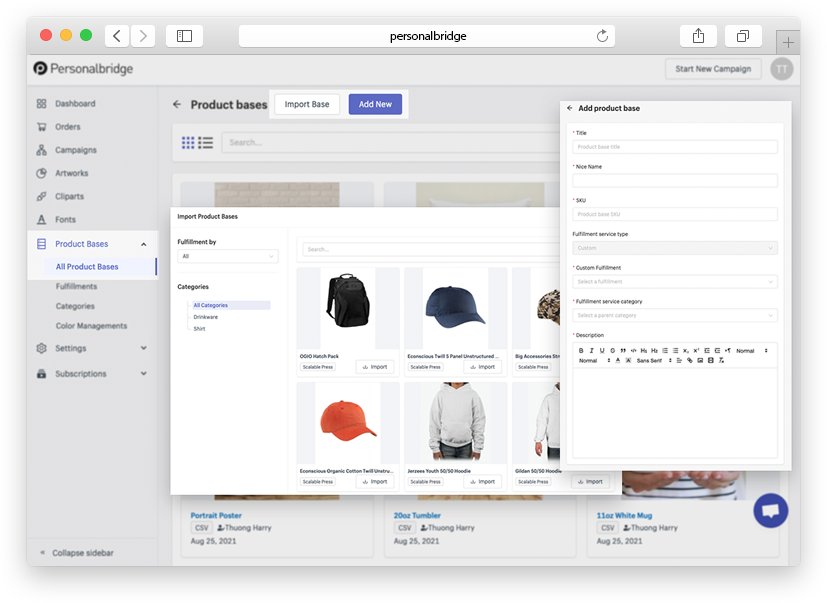 personalbridge
Personalbridge
Start New Campaign
TT
Dashboard
Orders
Campaigns
Artworks
Cliparts
Fonts
Product Bases
All Product Bases
Fulfillments
Categories
Color Managements
Settings
Subscriptions
Collapse sidebar
Product bases
Import Base
Add New
Search...
Import Product Bases
Fulfillment by
All
Categories
All Categories
Drinkware
Shirt
Search...
OGIO Hatch Pack
Scalable Press
Import
Econscious Twill 5 Panel Unstructured ...
Scalable Press
Import
Big Accessories Str
Scalable Press
Econscious Organic Cotton Twill Unstru...
Scalable Press
Import
Jerzees Youth 50/50 Hoodie
Scalable Press
Import
Gildan 50/50 Hoodie
Scalable Press
Import
Portrait Poster
CSV Thuong Harry
Aug 25, 2021
20oz Tumbler
CSV Thuong Harry
Aug 25, 2021
11oz White Mug
CSV Thuong Harry
Aug 25, 2021
Add product base
* Title
Product base title
* Nice Name
* SKU
Product base SKU
Fulfillment service type
Custom
* Custom Fulfillment
Select a fulfillment
* Fulfillment service category
Select a parent category
* Description
B I U S H1 H2 X2 X2 Normal
Normal A A Sans Serif